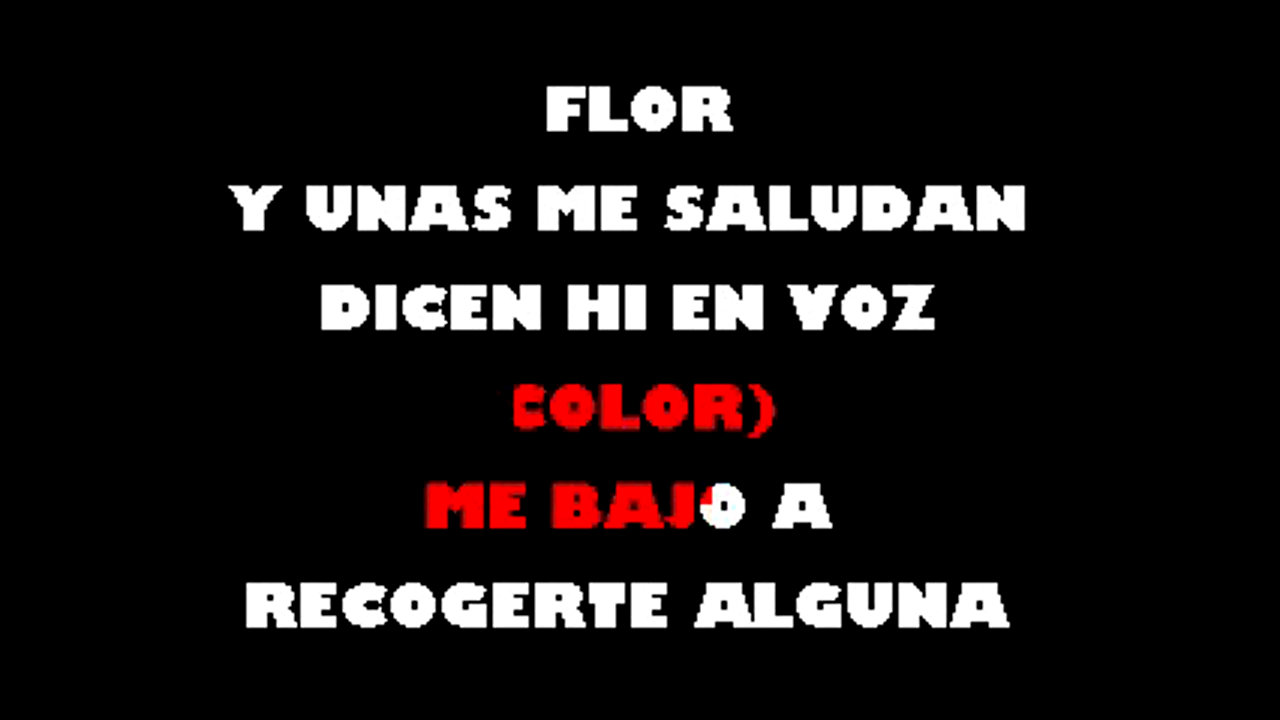 FLOR
Y UNAS ME SALUDAN
DICEN HI EN VOZ
COLOR)
ME BAJO A
RECOGERTE ALGUNA